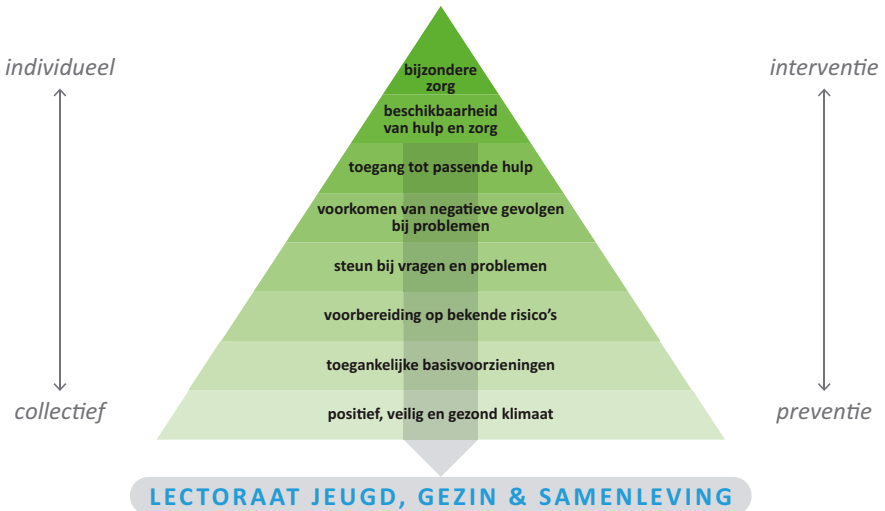 individueel
interventie
bijzondere
zorg
beschikbaarheid
van hulp en zorg
toegang tot passende hulp
voorkomen van negatieve gevolgen
bij problemen
steun bij vragen en problemen
voorbereiding op bekende risico's
toegankelijke basisvoorzieningen
collectief
positief, veilig en gezond klimaat
preventie
LECTORAAT JEUGD, GEZIN & SAMENLEVING